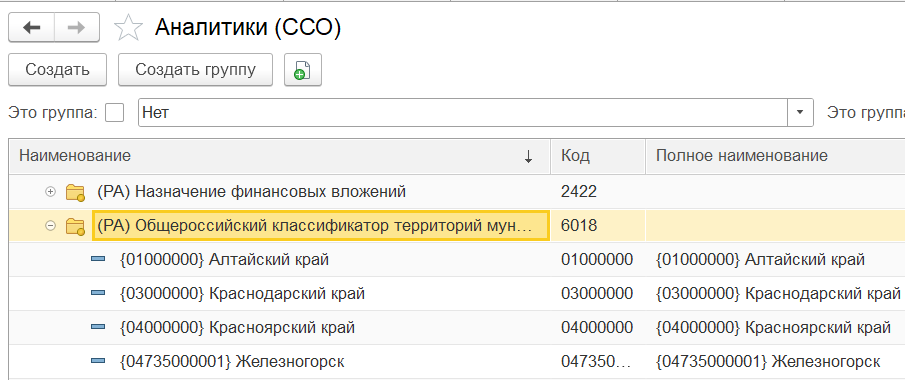 Аналитики (ССО)
Создать Создать группу
Это группа: Нет Это групп
Наименование Код Полное наименование
(РА) Назначение финансовых вложений 2422
(РА) Общероссийский классификатор территорий мун… 6018
{01000000} Алтайский край 01000000 {01000000} Алтайский край
{03000000} Краснодарский край 03000000 {03000000} Краснодарский край
{04000000} Красноярский край 04000000 {04000000} Красноярский край
{04735000001} Железногорск 047350… {04735000001} Железногорск